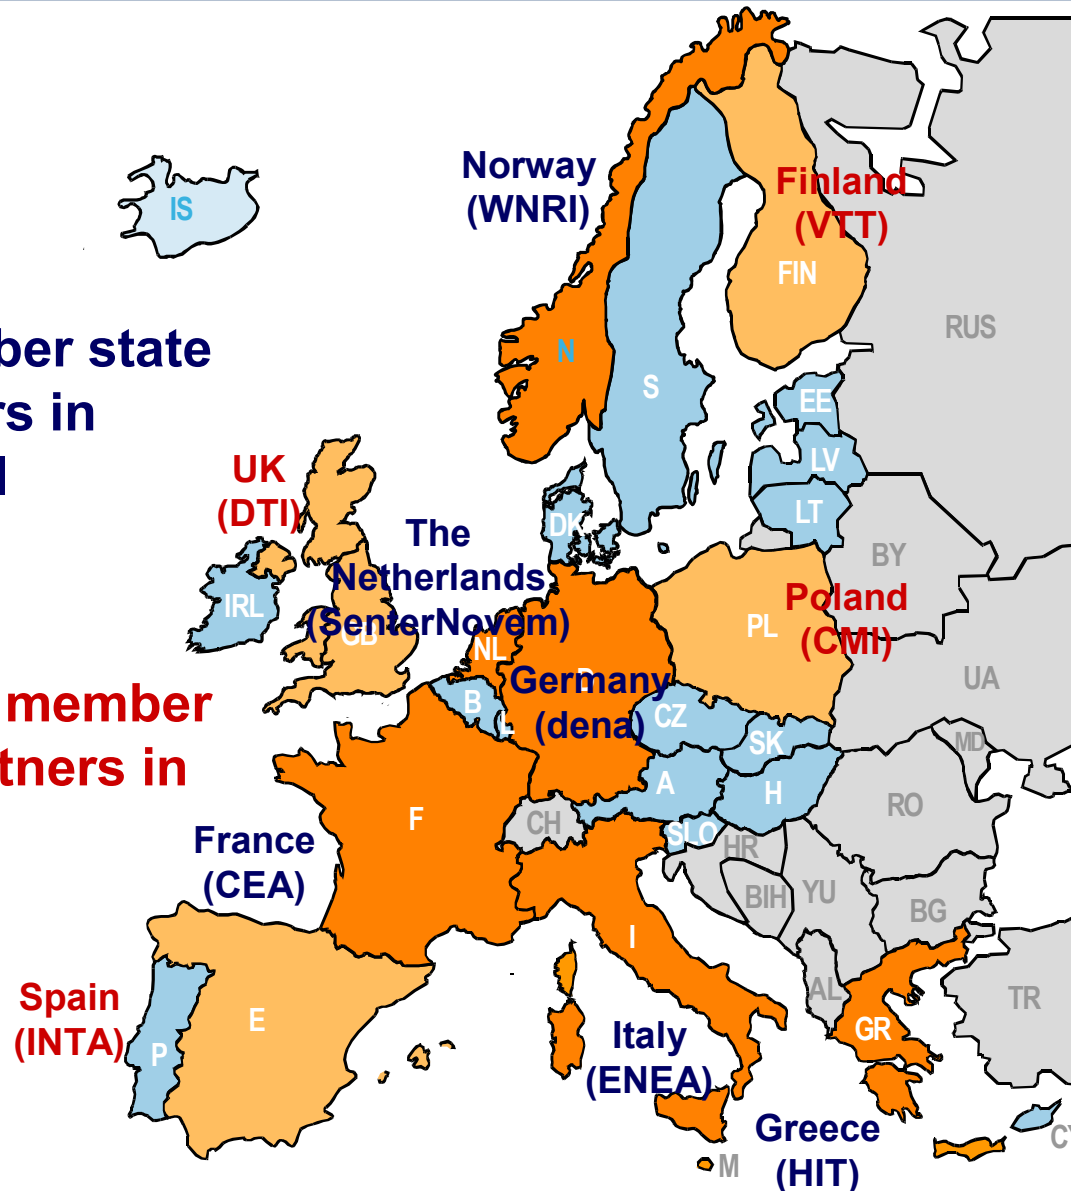 Norway
(WNRI)
Finland
(VTT)
IS
FIN
RUS
ber state
rs in
N
S
EE
LV
LT
UK
(DTI)
DK
BY
The
Netherlands
(SenterNovem)
IRL
GB
NL
PL
Poland
(CMI)
UA
member
tners in
B
L
D
Germany
(dena)
CZ
SK
MD
A
H
RO
F
CH
SLO
HR
France
(CEA)
BIH
YU
BG
I
AL
TR
Spain
(INTA)
E
P
GR
Italy
(ENEA)
Greece
(HIT)
M
CY